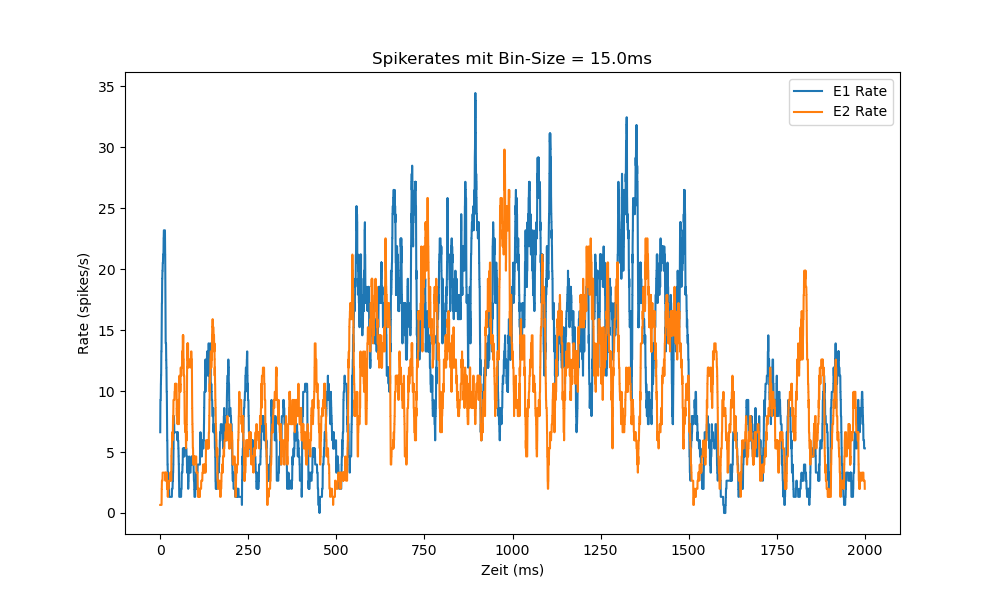 Spikerates mit Bin-Size = 15.0ms
E1 Rate
E2 Rate
35
30
25
20
15
10
5
0
Rate (spikes/s)
0 250 500 750 1000 1250 1500 1750 2000
Zeit (ms)